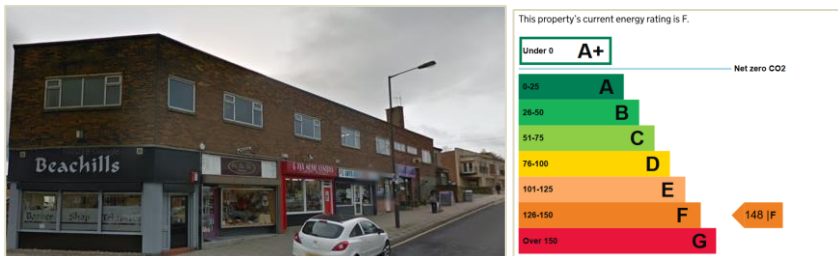 Beachills
Barber Shop
This property's current energy rating is F.
Under 0 A+
Net zero CO2
0-25 A
26-50 B
51-75 C
76-100 D
101-125 E
126-150 F 148 | F
Over 150 G